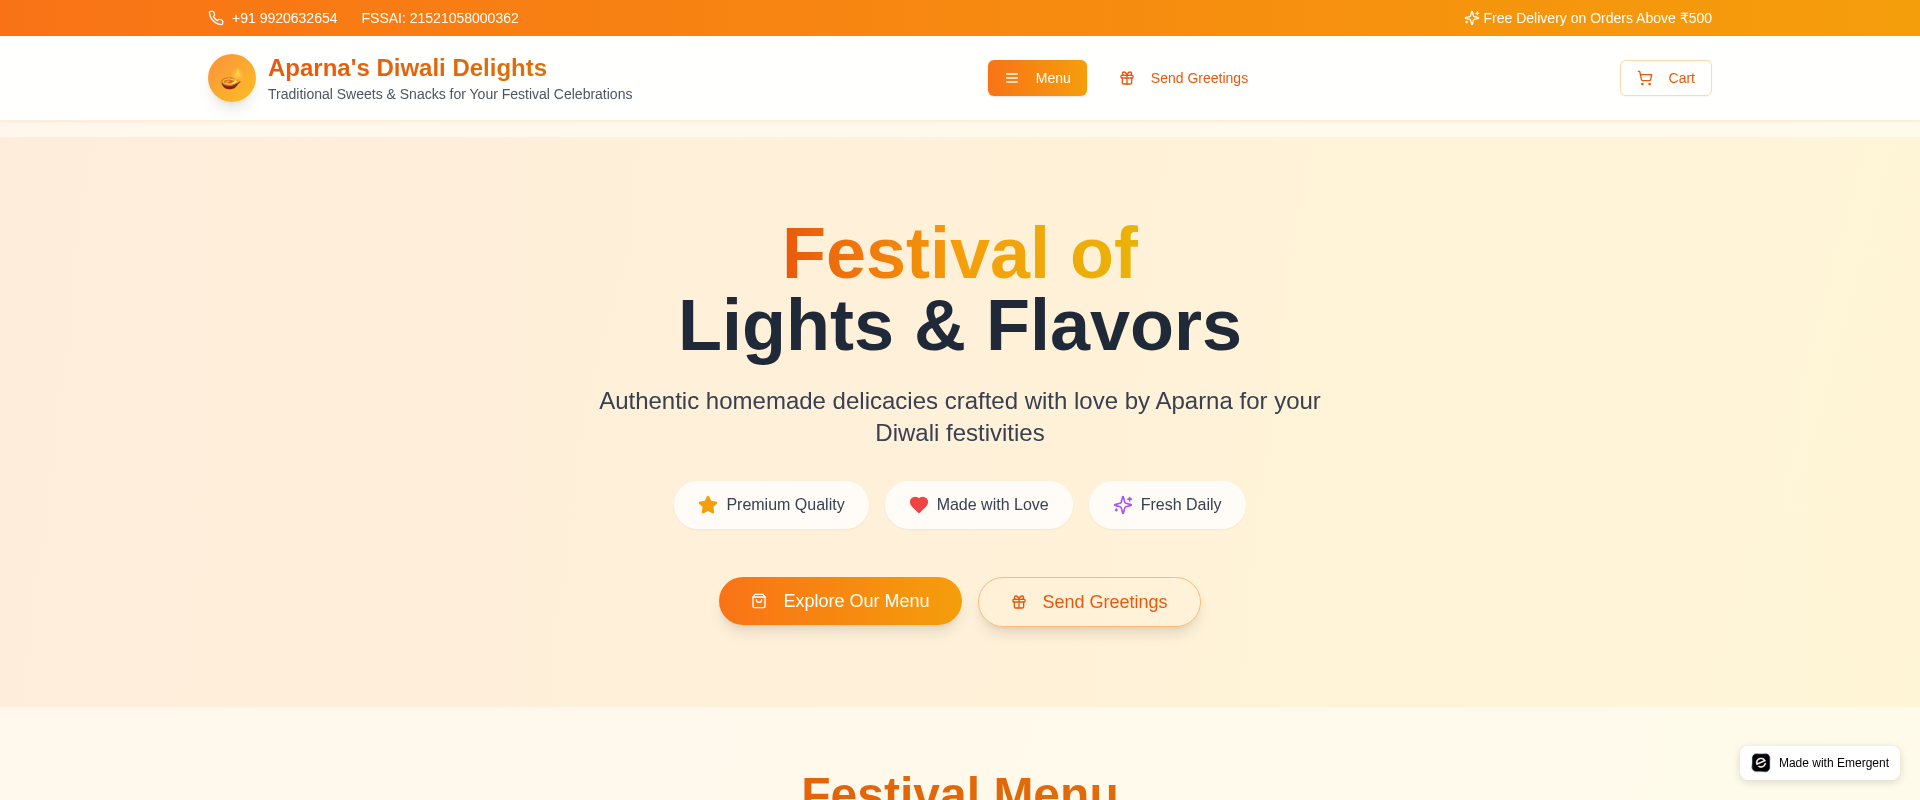 +91 9920632654
FSSAI: 21521058000362
Free Delivery on Orders Above ₹500
Aparna's Diwali Delights
Traditional Sweets & Snacks for Your Festival Celebrations
Menu
Send Greetings
Cart
Festival of
Lights & Flavors
Authentic homemade delicacies crafted with love by Aparna for your
Diwali festivities
Premium Quality
Made with Love
Fresh Daily
Explore Our Menu
Send Greetings
Festival Menu
Made with Emergent